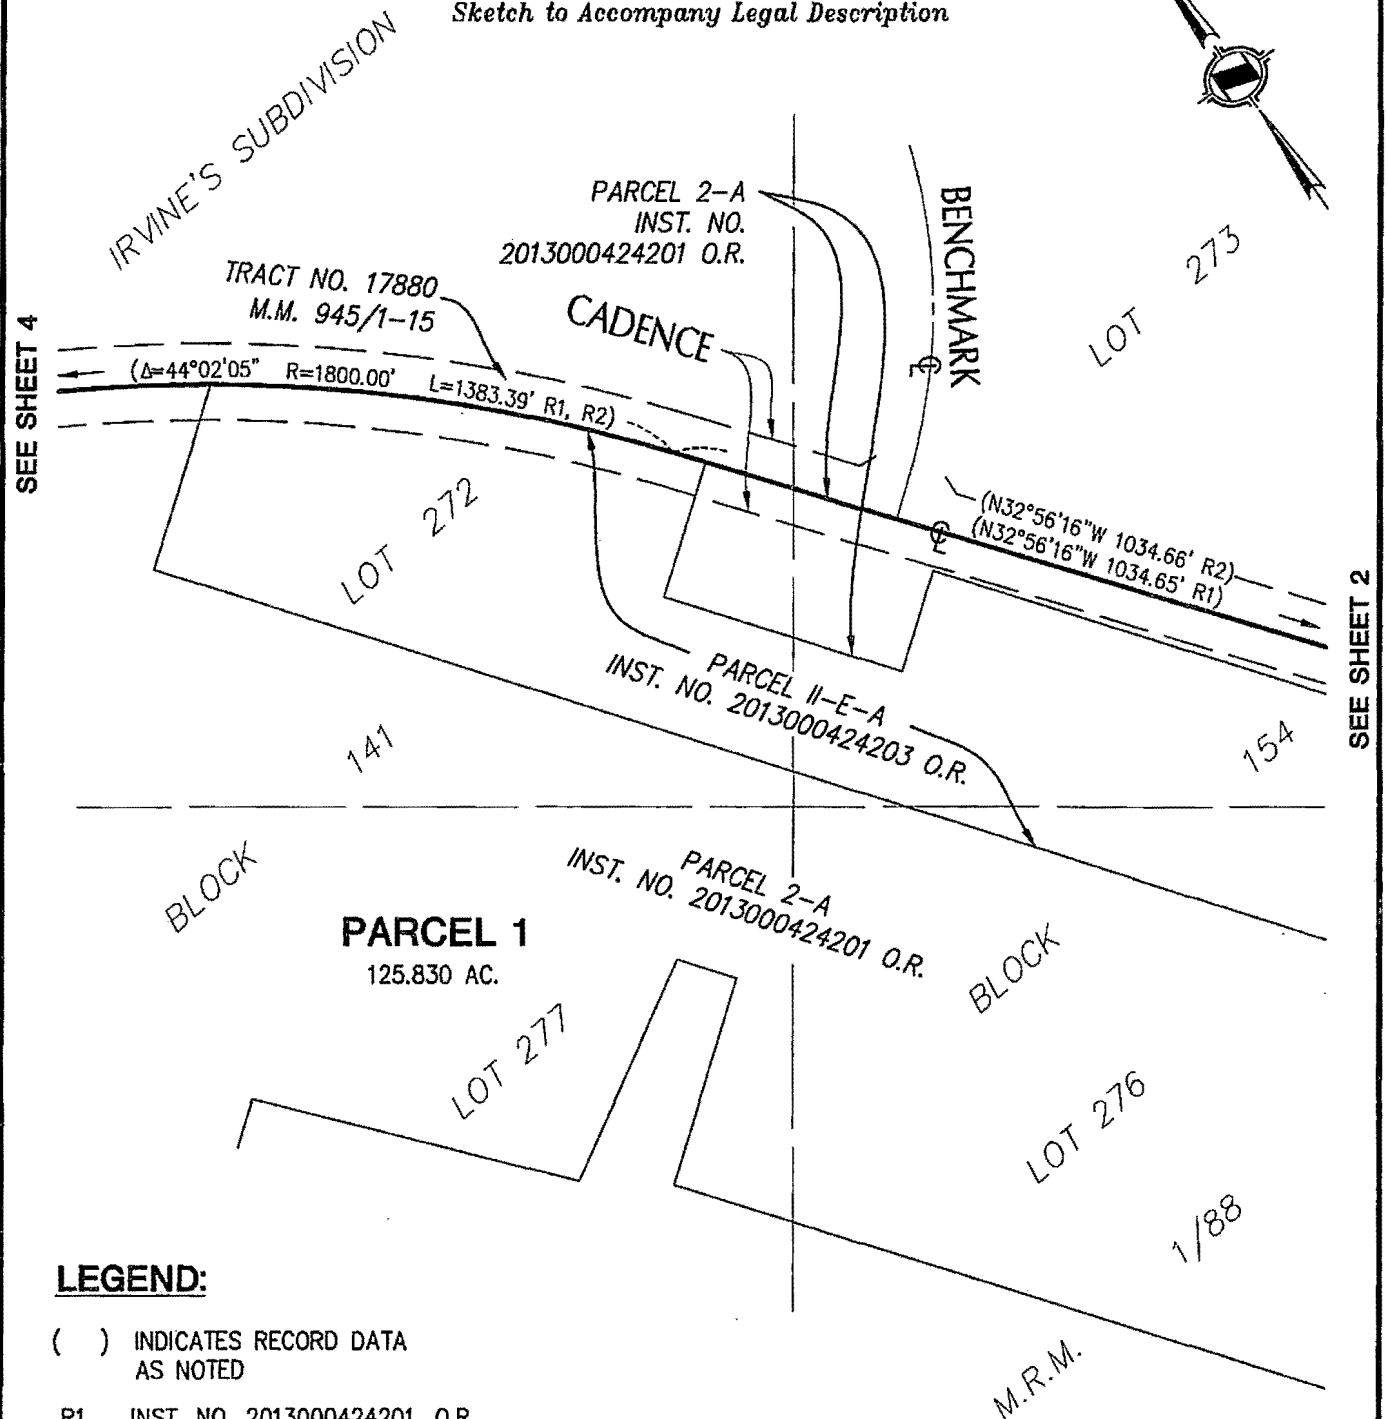 Sketch to Accompany Legal Description
IRVINE'S SUBDIVISION
PARCEL 2-A
INST. NO.
2013000424201 O.R.
BENCHMARK
LOT 273
TRACT NO. 17880
M.M. 945/1-15
CADENCE
SEE SHEET 4
(Δ=44°02'05" R=1800.00' L=1383.39' R1, R2)
℄
℄
(N32°56'16"W 1034.66' R2)
(N32°56'16"W 1034.65' R1)
SEE SHEET 2
LOT 272
PARCEL II-E-A
INST. NO. 2013000424203 O.R.
141
154
BLOCK
PARCEL 2-A
INST. NO. 2013000424201 O.R.
PARCEL 1
125.830 AC.
BLOCK
LOT 277
LOT 276
1/88
M.R.M.
LEGEND:
( ) INDICATES RECORD DATA
AS NOTED
R1 INST. NO. 2013000424201 O.R.